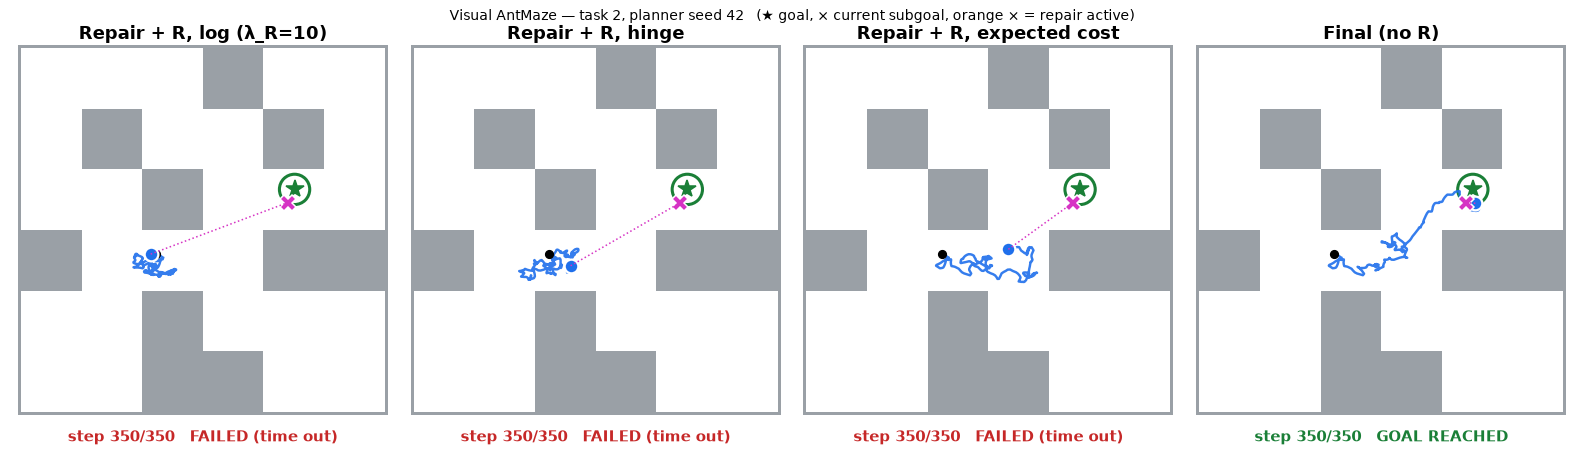 Visual AntMaze — task 2, planner seed 42   (★ goal, × current subgoal, orange × = repair active)
Repair + R, log (λ_R=10)
Repair + R, hinge
Repair + R, expected cost
Final (no R)
step 350/350   FAILED (time out)
step 350/350   FAILED (time out)
step 350/350   FAILED (time out)
step 350/350   GOAL REACHED